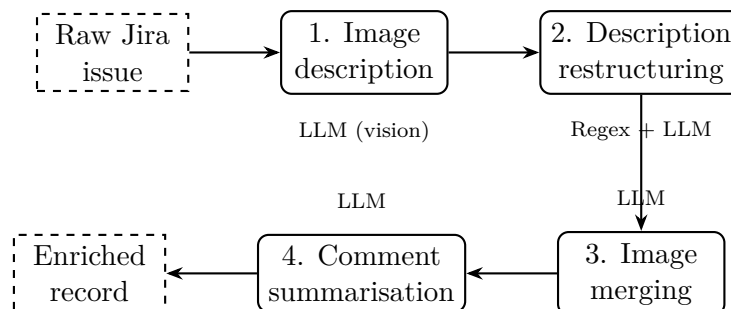 Raw Jira
issue
1. Image
description
2. Description
restructuring
LLM (vision)
Regex + LLM
LLM
LLM
Enriched
record
4. Comment
summarisation
3. Image
merging